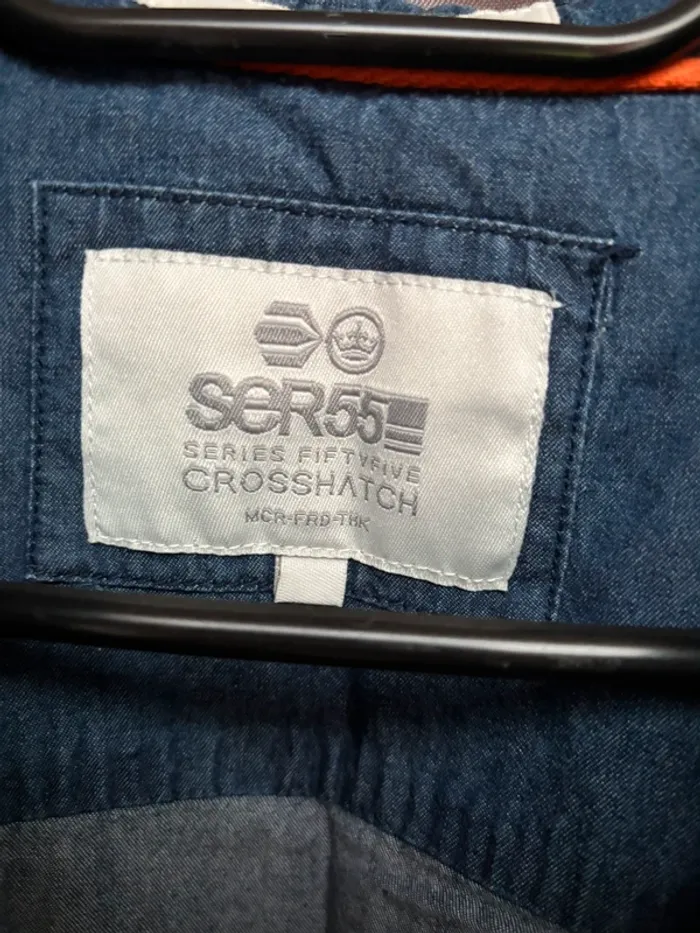 SeR55
SERIES FIFTYFIVE
CROSSHATCH
MCR-FRD-THK